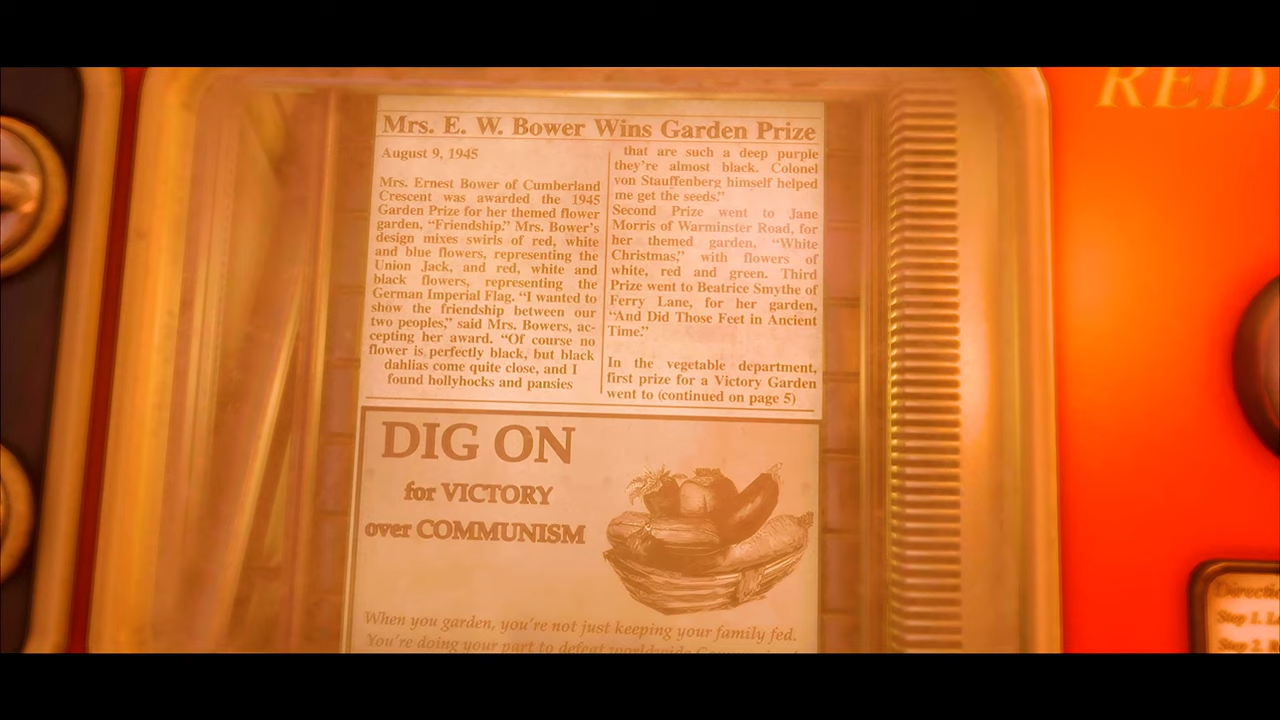 Mrs. E. W. Bower Wins Garden Prize
August 9, 1945
Mrs. Ernest Bower of Cumberland
Crescent was awarded the 1945
Garden Prize for her themed flower
garden, “Friendship.” Mrs. Bower’s
design mixes swirls of red, white
and blue flowers, representing the
Union Jack, and red, white and
black flowers, representing the
German Imperial Flag. “I wanted to
show the friendship between our
two peoples,” said Mrs. Bowers, ac-
cepting her award. “Of course no
flower is perfectly black, but black
dahlias come quite close, and I
found hollyhocks and pansies
that are such a deep purple
they’re almost black. Colonel
von Stauffenberg himself helped
me get the seeds.”
Second Prize went to Jane
Morris of Warminster Road, for
her themed garden, “White
Christmas,” with flowers of
white, red and green. Third
Prize went to Beatrice Smythe of
Ferry Lane, for her garden,
“And Did Those Feet in Ancient
Time.”
In the vegetable department,
first prize for a Victory Garden
went to (continued on page 5)
DIG ON
for VICTORY
over COMMUNISM
When you garden, you’re not just keeping your family fed.
You’re doing your part to defeat worldwide
RED
Step 1.
Step 2.